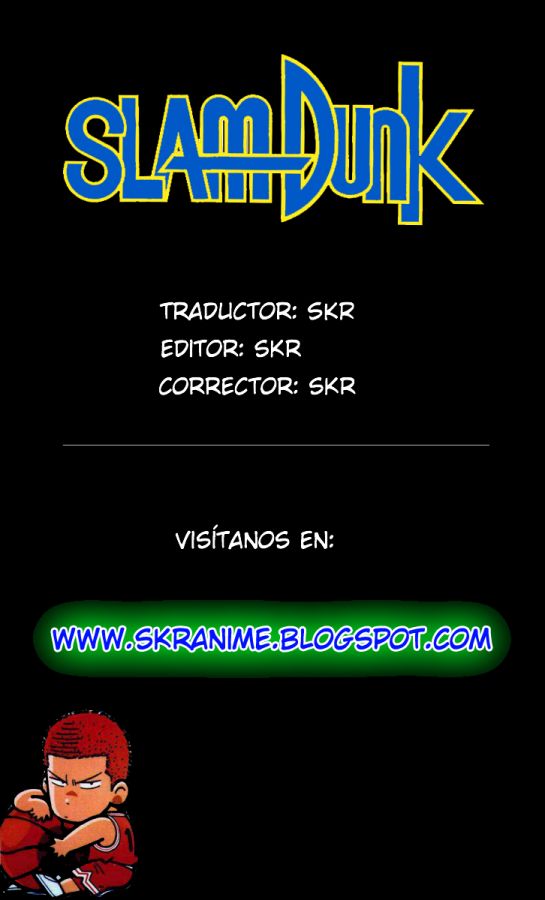 SLAM DUNK
TRADUCTOR: SKR
EDITOR: SKR
CORRECTOR: SKR
VISÍTANOS EN:
WWW.SKRANIME.BLOGSPOT.COM